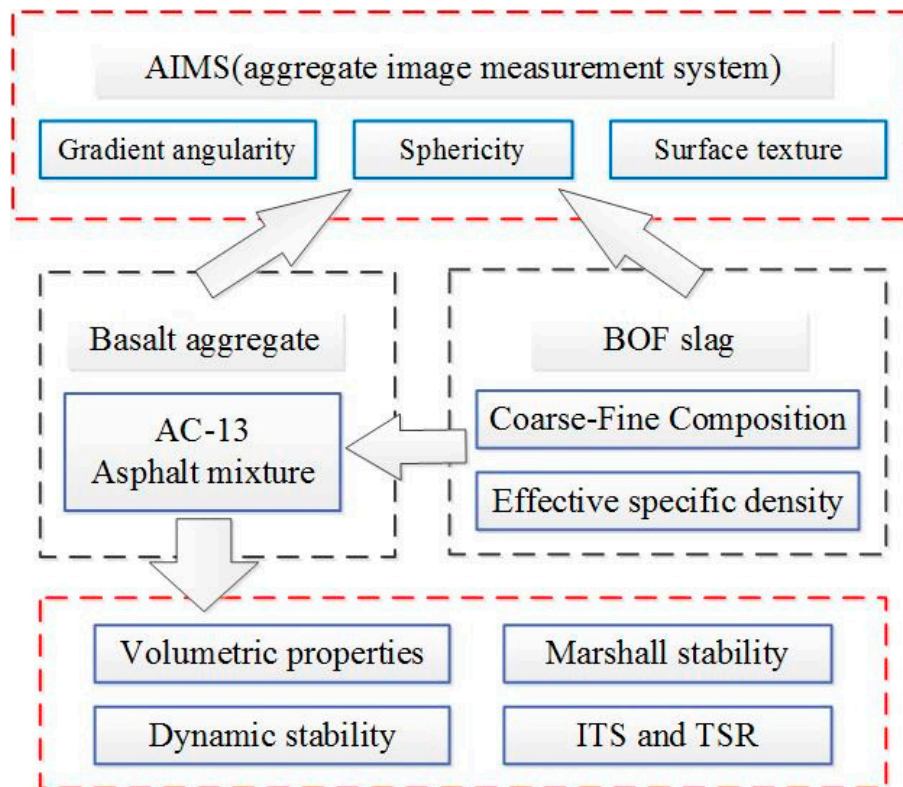 AIMS(aggregate image measurement system)
Gradient angularity
Sphericity
Surface texture
Basalt aggregate
AC-13
Asphalt mixture
BOF slag
Coarse-Fine Composition
Effective specific density
Volumetric properties
Marshall stability
Dynamic stability
ITS and TSR